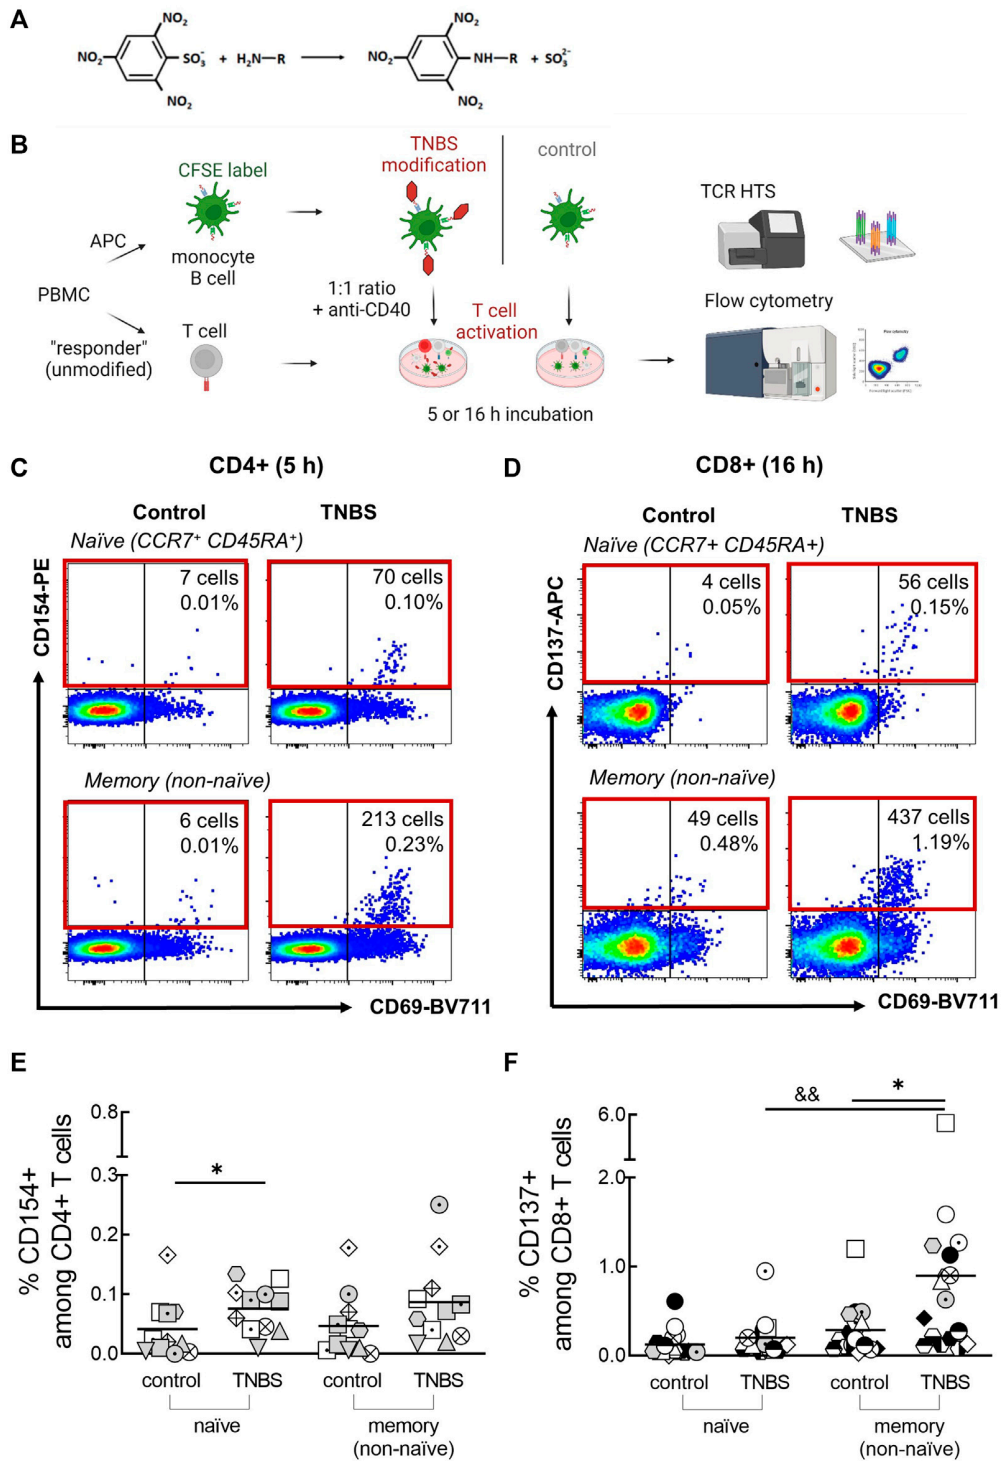 A
NO₂
NO₂
SO₃⁻ + H₂N—R
NO₂
NO₂
NO₂
NH—R + SO₃²⁻
NO₂
B
CFSE label
TNBS
modification
control
TCR HTS
APC
monocyte
B cell
PBMC
1:1 ratio
+ anti-CD40
T cell
activation
Flow cytometry
"responder"
(unmodified)
T cell
5 or 16 h incubation
C
CD4+ (5 h)
Control
TNBS
Naïve (CCR7⁺ CD45RA⁺)
CD154-PE
7 cells
0.01%
70 cells
0.10%
Memory (non-naïve)
6 cells
0.01%
213 cells
0.23%
CD69-BV711
D
CD8+ (16 h)
Control
TNBS
Naïve (CCR7+ CD45RA+)
CD137-APC
4 cells
0.05%
56 cells
0.15%
Memory (non-naïve)
49 cells
0.48%
437 cells
1.19%
CD69-BV711
E
% CD154+
among CD4+ T cells
0.8
0.3
0.2
0.1
0.0
*
control
TNBS
control
TNBS
naïve
memory
(non-naïve)
F
% CD137+
among CD8+ T cells
6.0
2.0
1.0
0.0
&&
*
control
TNBS
control
TNBS
naïve
memory
(non-naïve)